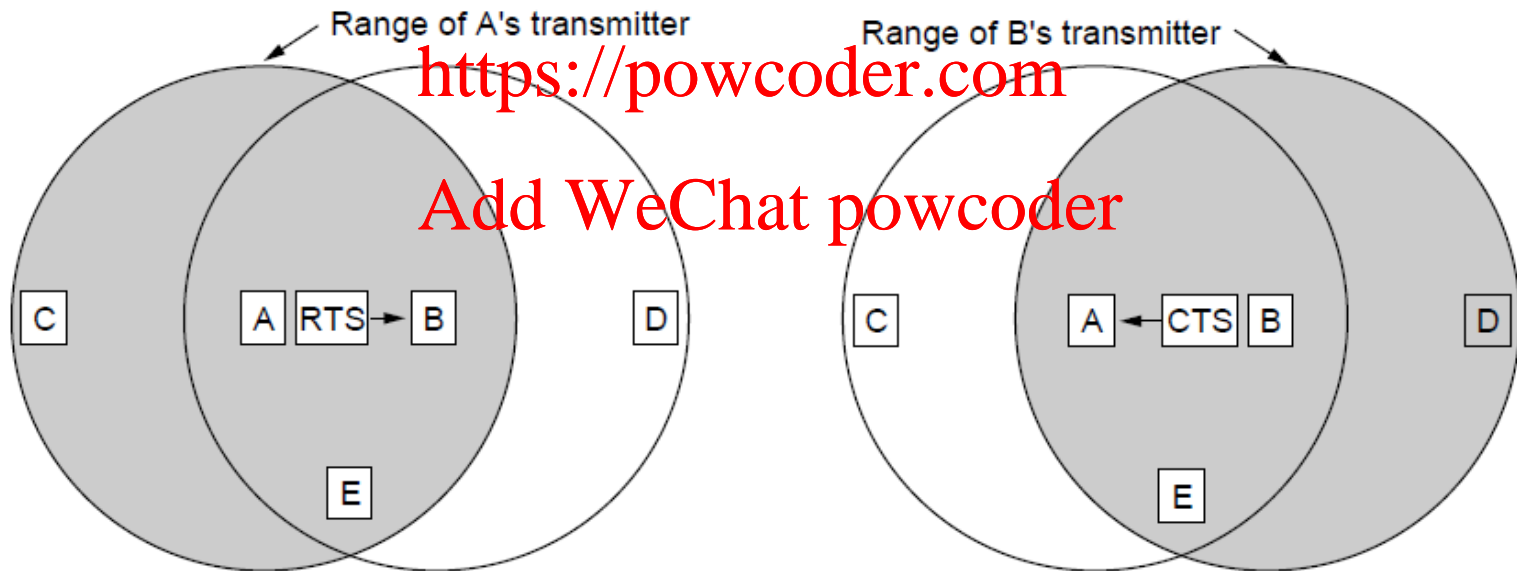 Range of A's transmitter
Range of B's transmitter
https://powcoder.com
Add WeChat powcoder
C
A
RTS
B
D
E
C
A
CTS
B
D
E